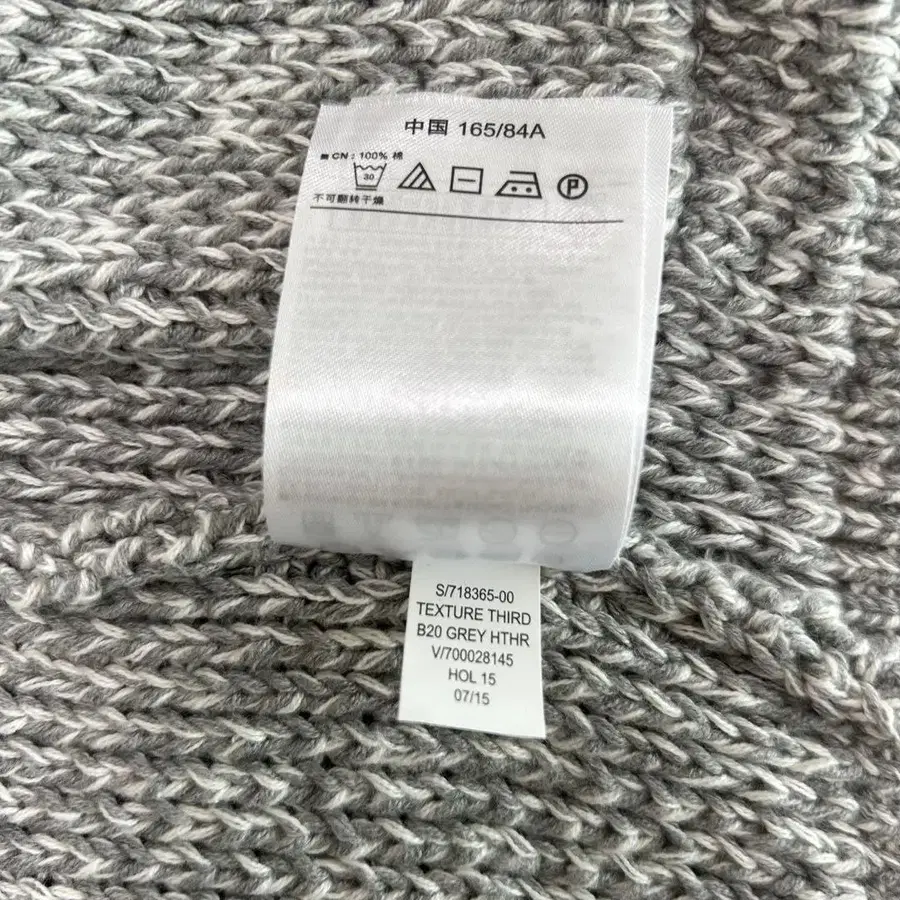 中国 165/84A
■ CN : 100% 棉
30
P
不可翻转干燥
S/718365-00
TEXTURE THIRD
B20 GREY HTHR
V/700028145
HOL 15
07/15